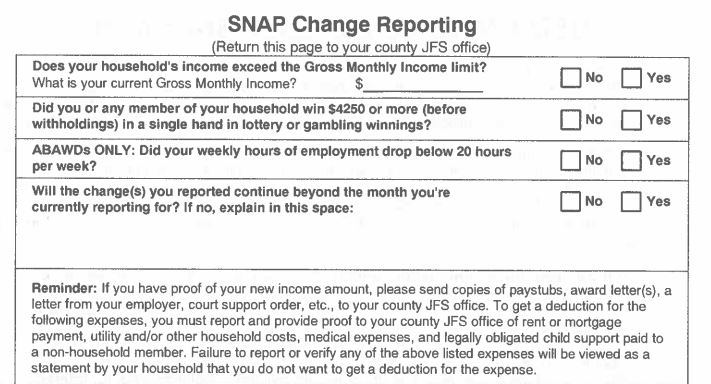 SNAP Change Reporting
(Return this page to your county JFS office)
Does your household's income exceed the Gross Monthly Income limit?
What is your current Gross Monthly Income? $
No Yes
Did you or any member of your household win $4250 or more (before
withholdings) in a single hand in lottery or gambling winnings?
No Yes
ABAWDs ONLY: Did your weekly hours of employment drop below 20 hours
per week?
No Yes
Will the change(s) you reported continue beyond the month you're
currently reporting for? If no, explain in this space:
No Yes
Reminder: If you have proof of your new income amount, please send copies of paystubs, award letter(s), a
letter from your employer, court support order, etc., to your county JFS office. To get a deduction for the
following expenses, you must report and provide proof to your county JFS office of rent or mortgage
payment, utility and/or other household costs, medical expenses, and legally obligated child support paid to
a non-household member. Failure to report or verify any of the above listed expenses will be viewed as a
statement by your household that you do not want to get a deduction for the expense.